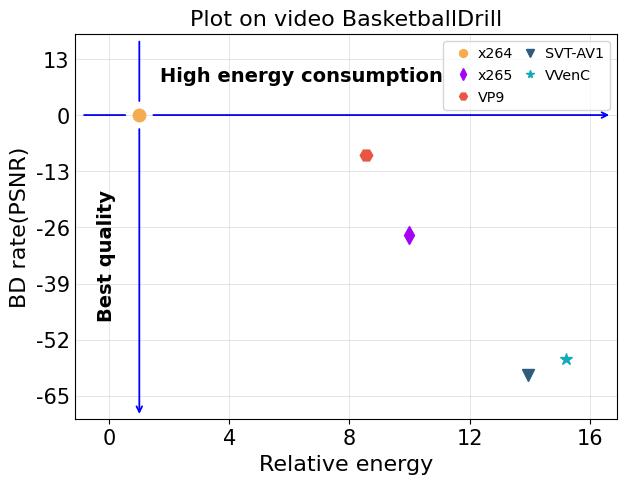 Plot on video BasketballDrill
High energy consumption
x264
x265
VP9
SVT-AV1
VVenC
13
0
-13
-26
-39
-52
-65
BD rate(PSNR)
Best quality
0 4 8 12 16
Relative energy